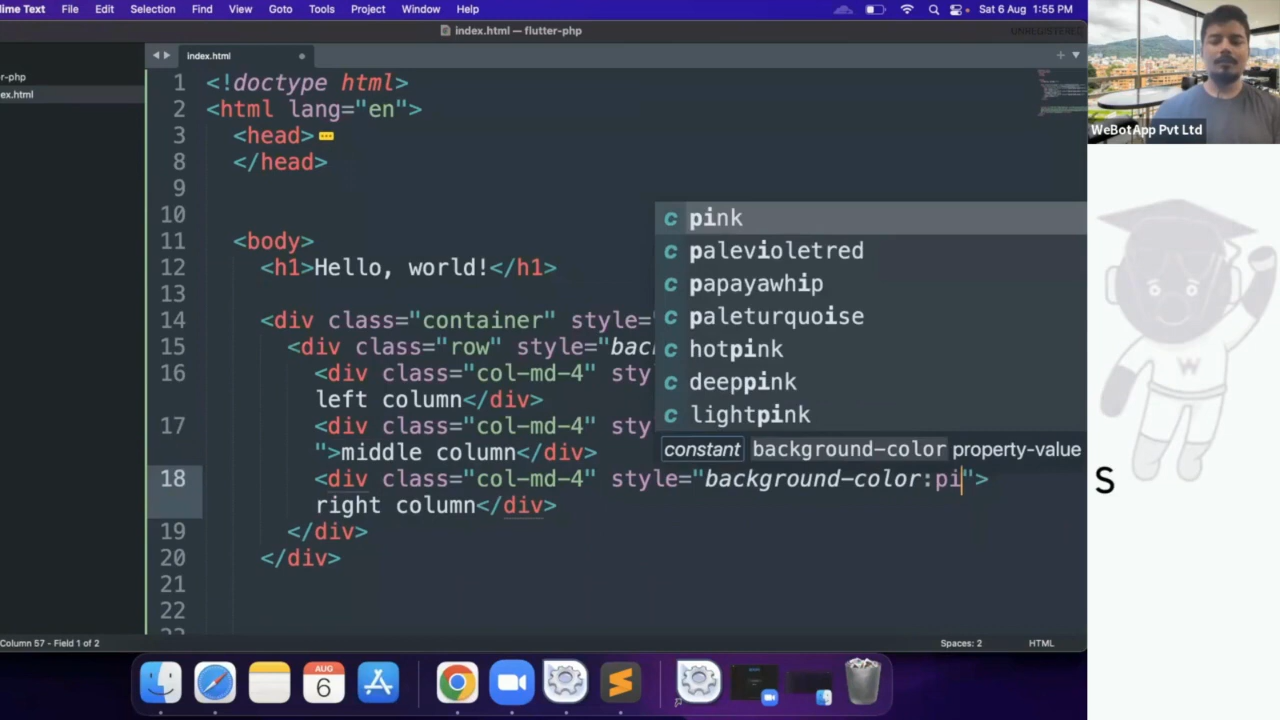 lime Text File Edit Selection Find View Goto Tools Project Window Help Sat 6 Aug 1:55 PM
index.html — flutter-php UNREGISTERED
index.html
r-php
ex.html
1 <!doctype html>
2 <html lang="en">
3 <head>
8 </head>
9
10
11 <body>
12 <h1>Hello, world!</h1>
13
14 <div class="container" style="
15 <div class="row" style="bac
16 <div class="col-md-4" sty
left column</div>
17 <div class="col-md-4" sty
">middle column</div>
18 <div class="col-md-4" style="background-color:pi">
right column</div>
19 </div>
20 </div>
21
22
pink
palevioletred
papayawhip
paleturquoise
hotpink
deeppink
lightpink
constant background-color property-value
Column 57 - Field 1 of 2 Spaces: 2 HTML
AUG
6
WeBotApp Pvt Ltd
W
S